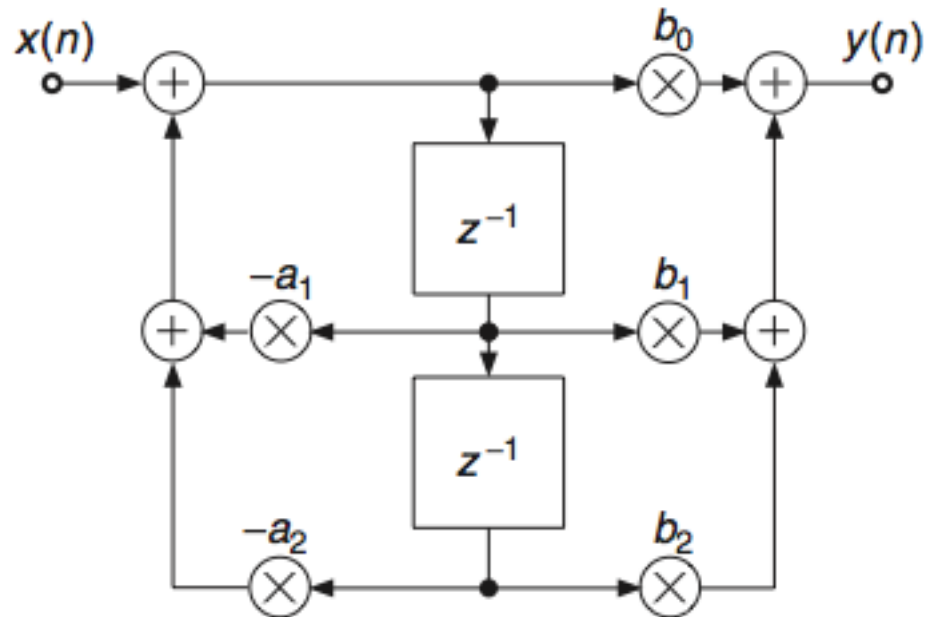 x(n) b₀ y(n)
+ × +
z⁻¹
−a₁ b₁
+ × × +
z⁻¹
−a₂ b₂
× ×